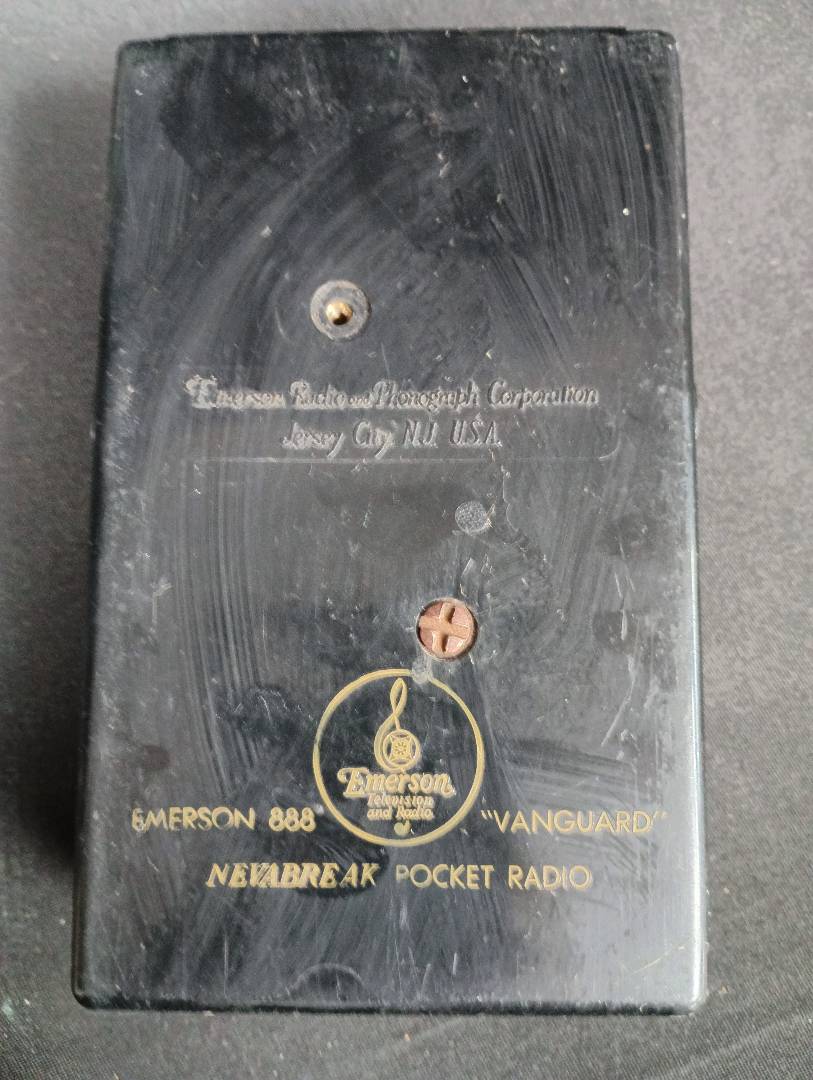 Emerson Radio and Phonograph Corporation
Jersey City N.J. U.S.A.
Emerson
Television
and Radio
EMERSON 888 "VANGUARD"
NEVABREAK POCKET RADIO